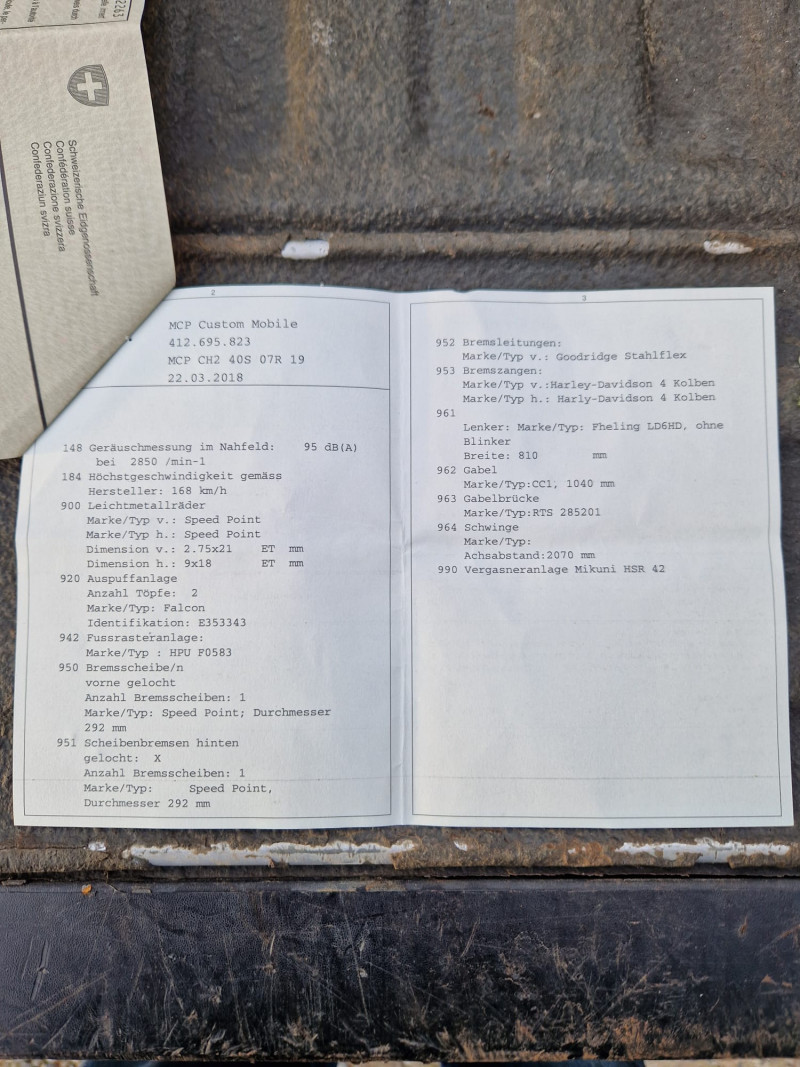 2263
Schweizerische Eidgenossenschaft
Confédération suisse
Confederazione svizzera
Confederaziun svizra
2
MCP Custom Mobile
412.695.823
MCP CH2 40S 07R 19
22.03.2018
148 Geräuschmessung im Nahfeld: 95 dB(A)
bei 2850 /min-1
184 Höchstgeschwindigkeit gemäss
Hersteller: 168 km/h
900 Leichtmetallräder
Marke/Typ v.: Speed Point
Marke/Typ h.: Speed Point
Dimension v.: 2.75x21 ET mm
Dimension h.: 9x18 ET mm
920 Auspuffanlage
Anzahl Töpfe: 2
Marke/Typ: Falcon
Identifikation: E353343
942 Fussrasteranlage:
Marke/Typ : HPU F0583
950 Bremsscheibe/n
vorne gelocht
Anzahl Bremsscheiben: 1
Marke/Typ: Speed Point; Durchmesser
292 mm
951 Scheibenbremsen hinten
gelocht: X
Anzahl Bremsscheiben: 1
Marke/Typ: Speed Point,
Durchmesser 292 mm
3
952 Bremsleitungen:
Marke/Typ v.: Goodridge Stahlflex
953 Bremszangen:
Marke/Typ v.:Harley-Davidson 4 Kolben
Marke/Typ h.: Harly-Davidson 4 Kolben
961
Lenker: Marke/Typ: Fheling LD6HD, ohne
Blinker
Breite: 810 mm
962 Gabel
Marke/Typ:CC1, 1040 mm
963 Gabelbrücke
Marke/Typ:RTS 285201
964 Schwinge
Marke/Typ:
Achsabstand:2070 mm
990 Vergasneranlage Mikuni HSR 42